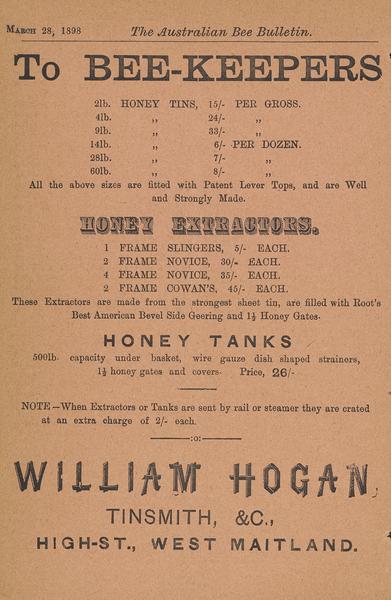 March 28, 1898 The Australian Bee Bulletin.
To BEE-KEEPERS
2lb. HONEY TINS, 15/- PER GROSS.
4lb. ,, 24/- ,,
9lb. ,, 33/- ,,
14lb. ,, 6/- PER DOZEN.
28lb. ,, 7/- ,,
60lb. ,, 8/- ,,
All the above sizes are fitted with Patent Lever Tops, and are Well
and Strongly Made.
HONEY EXTRACTORS.
1 FRAME SLINGERS, 5/- EACH.
2 FRAME NOVICE, 30/- EACH.
4 FRAME NOVICE, 35/- EACH.
2 FRAME COWAN'S, 45/- EACH.
These Extractors are made from the strongest sheet tin, are filled with Root's
Best American Bevel Side Geering and 1½ Honey Gates.
HONEY TANKS
500lb. capacity under basket, wire gauze dish shaped strainers,
1½ honey gates and covers. Price, 26/-
NOTE—When Extractors or Tanks are sent by rail or steamer they are crated
at an extra charge of 2/- each.
:o:
WILLIAM HOGAN,
TINSMITH, &C.,
HIGH-ST., WEST MAITLAND.